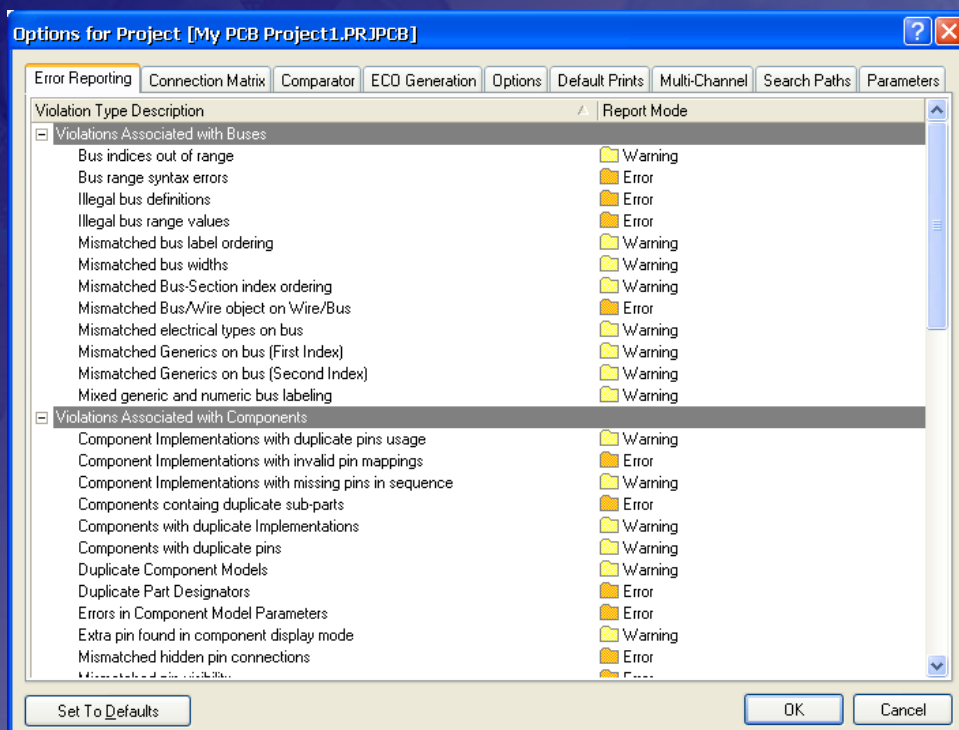 Options for Project [My PCB Project1.PRJPCB]
Error Reporting Connection Matrix Comparator ECO Generation Options Default Prints Multi-Channel Search Paths Parameters
Violation Type Description Report Mode
Violations Associated with Buses
Bus indices out of range Warning
Bus range syntax errors Error
Illegal bus definitions Error
Illegal bus range values Error
Mismatched bus label ordering Warning
Mismatched bus widths Warning
Mismatched Bus-Section index ordering Warning
Mismatched Bus/Wire object on Wire/Bus Error
Mismatched electrical types on bus Warning
Mismatched Generics on bus (First Index) Warning
Mismatched Generics on bus (Second Index) Warning
Mixed generic and numeric bus labeling Warning
Violations Associated with Components
Component Implementations with duplicate pins usage Warning
Component Implementations with invalid pin mappings Error
Component Implementations with missing pins in sequence Warning
Components containg duplicate sub-parts Error
Components with duplicate Implementations Warning
Components with duplicate pins Warning
Duplicate Component Models Warning
Duplicate Part Designators Error
Errors in Component Model Parameters Error
Extra pin found in component display mode Warning
Mismatched hidden pin connections Error
Mismatched pin visibility Error
Set To Defaults OK Cancel